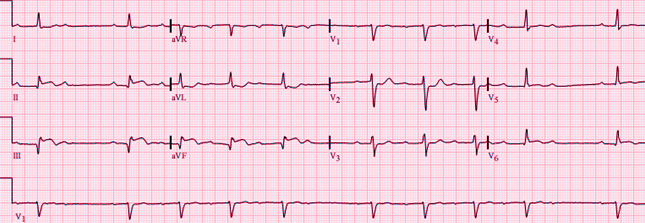 I aVR V1 V4
II aVL V2 V5
III aVF V3 V6
V1